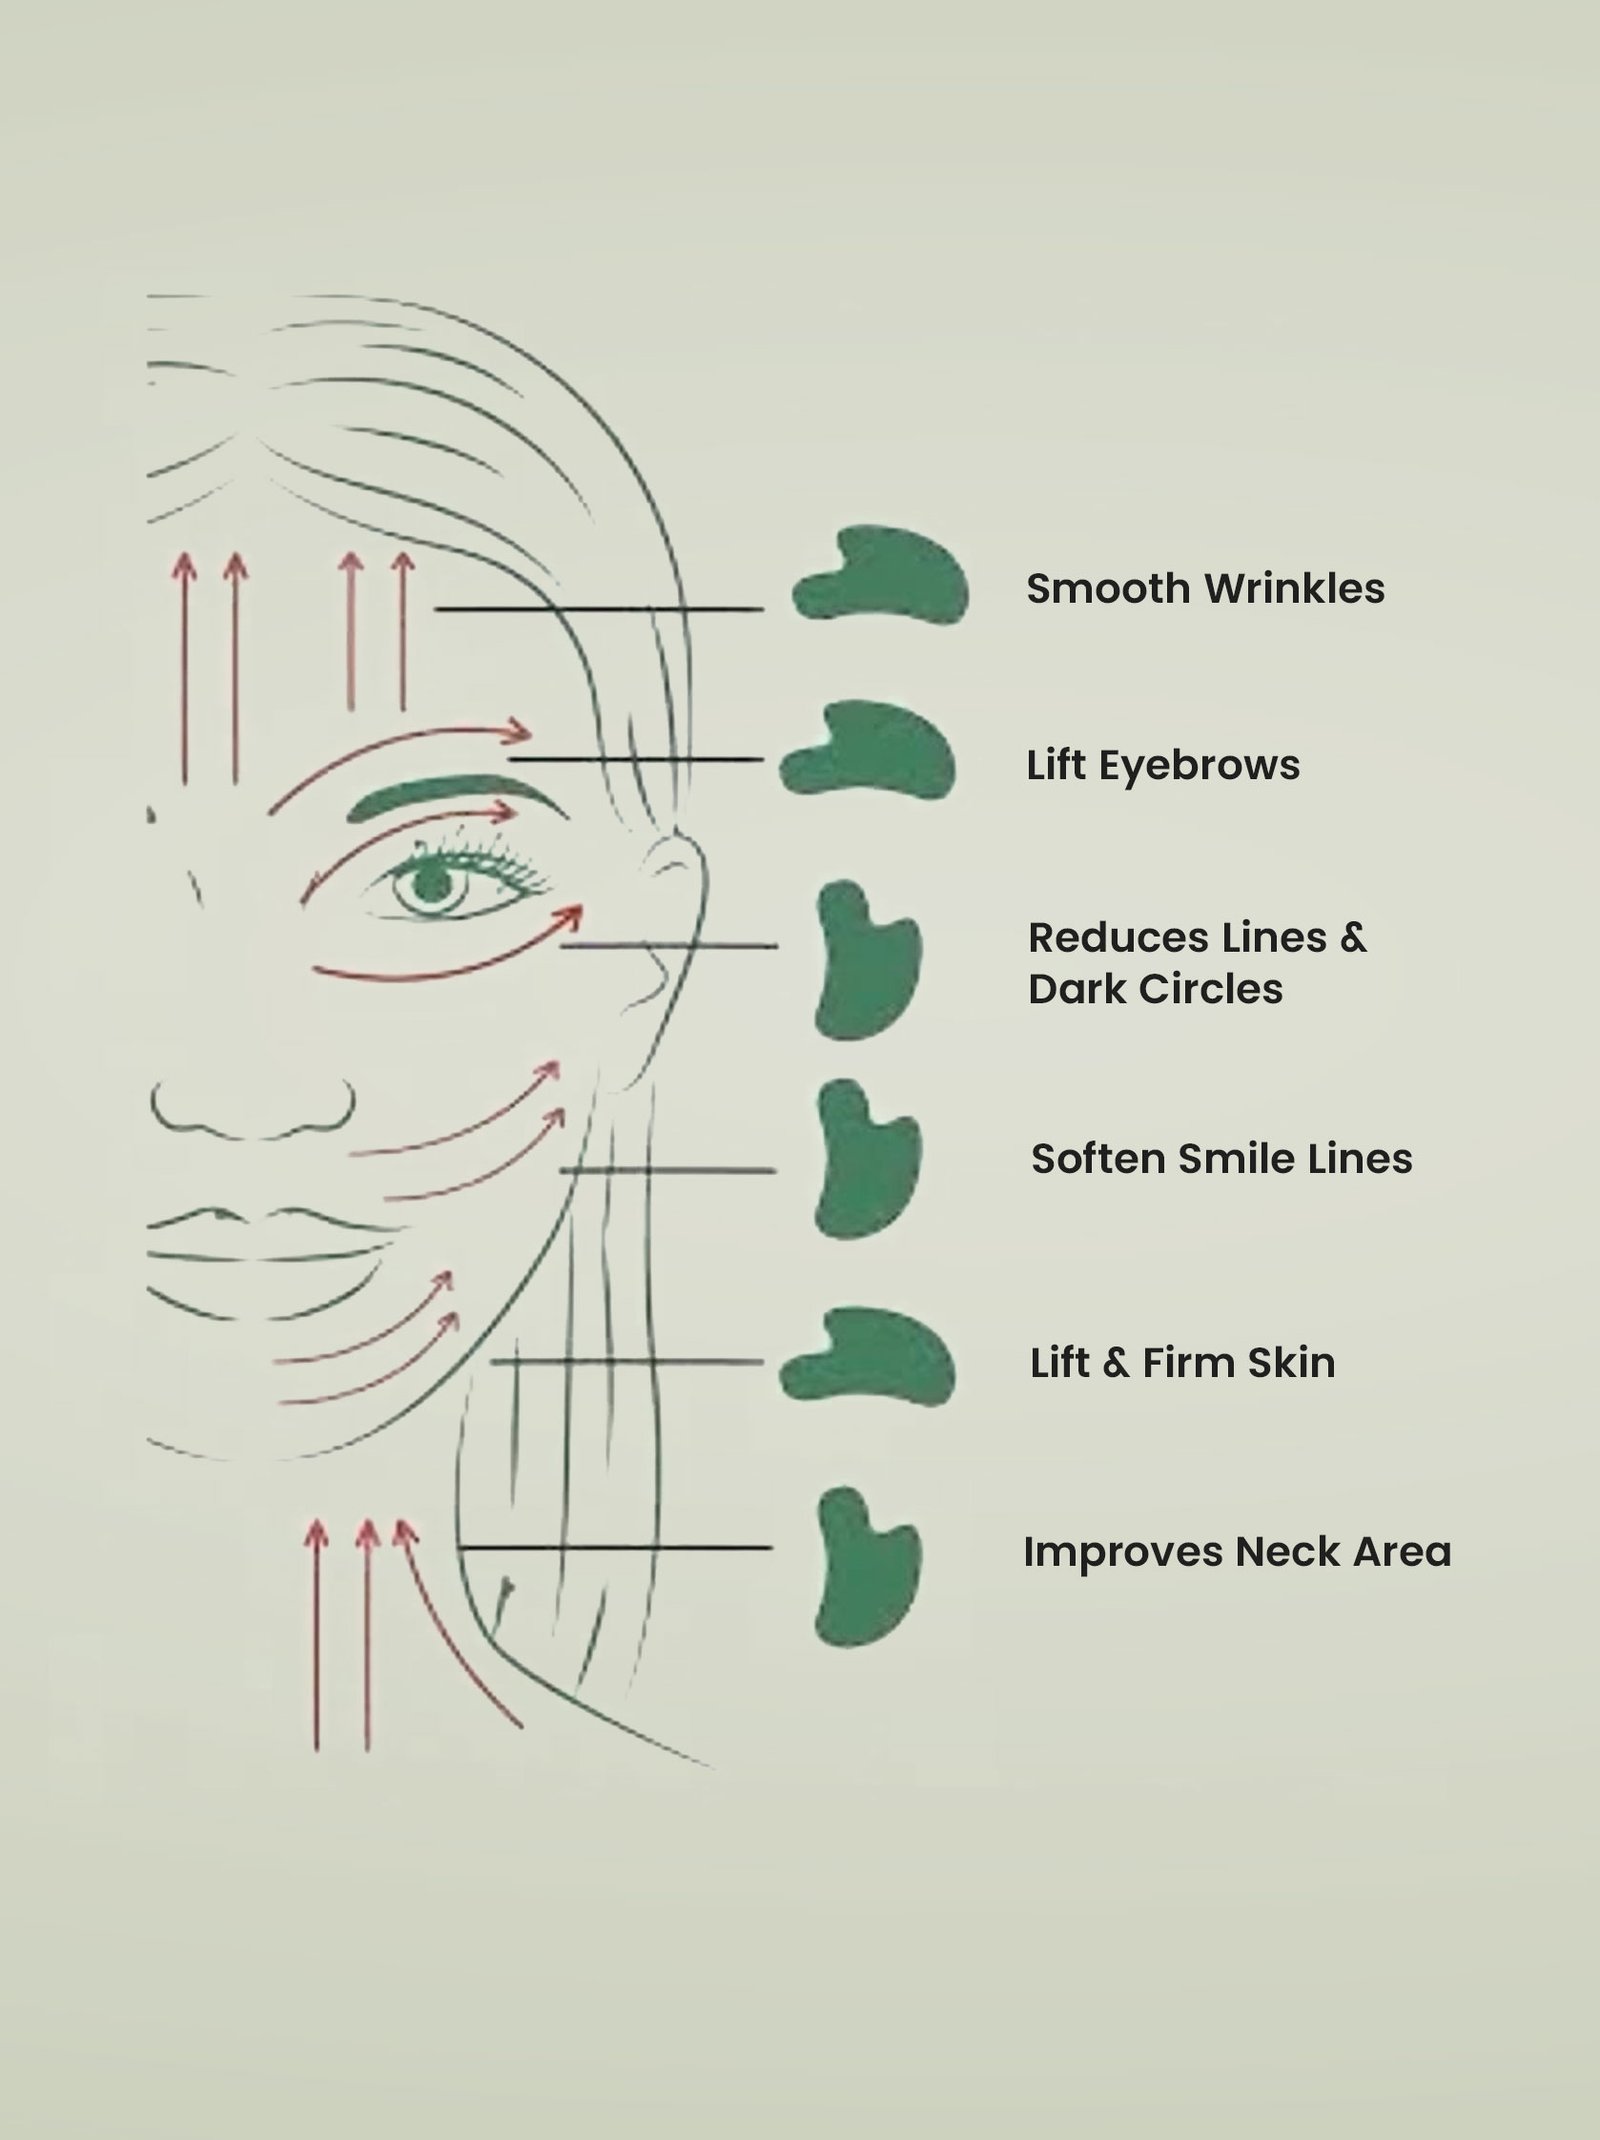 Smooth Wrinkles
Lift Eyebrows
Reduces Lines &
Dark Circles
Soften Smile Lines
Lift & Firm Skin
Improves Neck Area